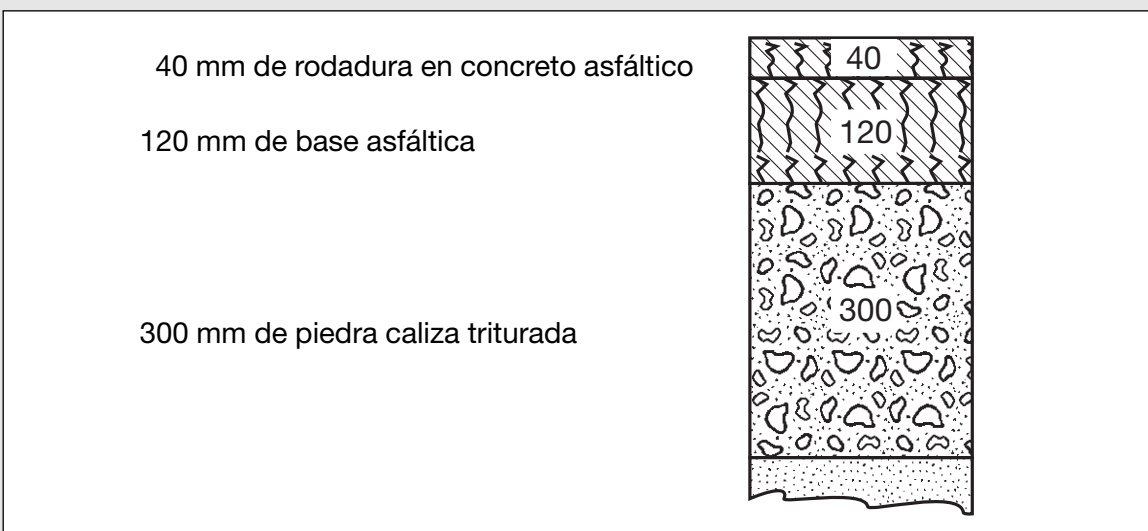 40 mm de rodadura en concreto asfáltico
40
120 mm de base asfáltica
120
300 mm de piedra caliza triturada
300